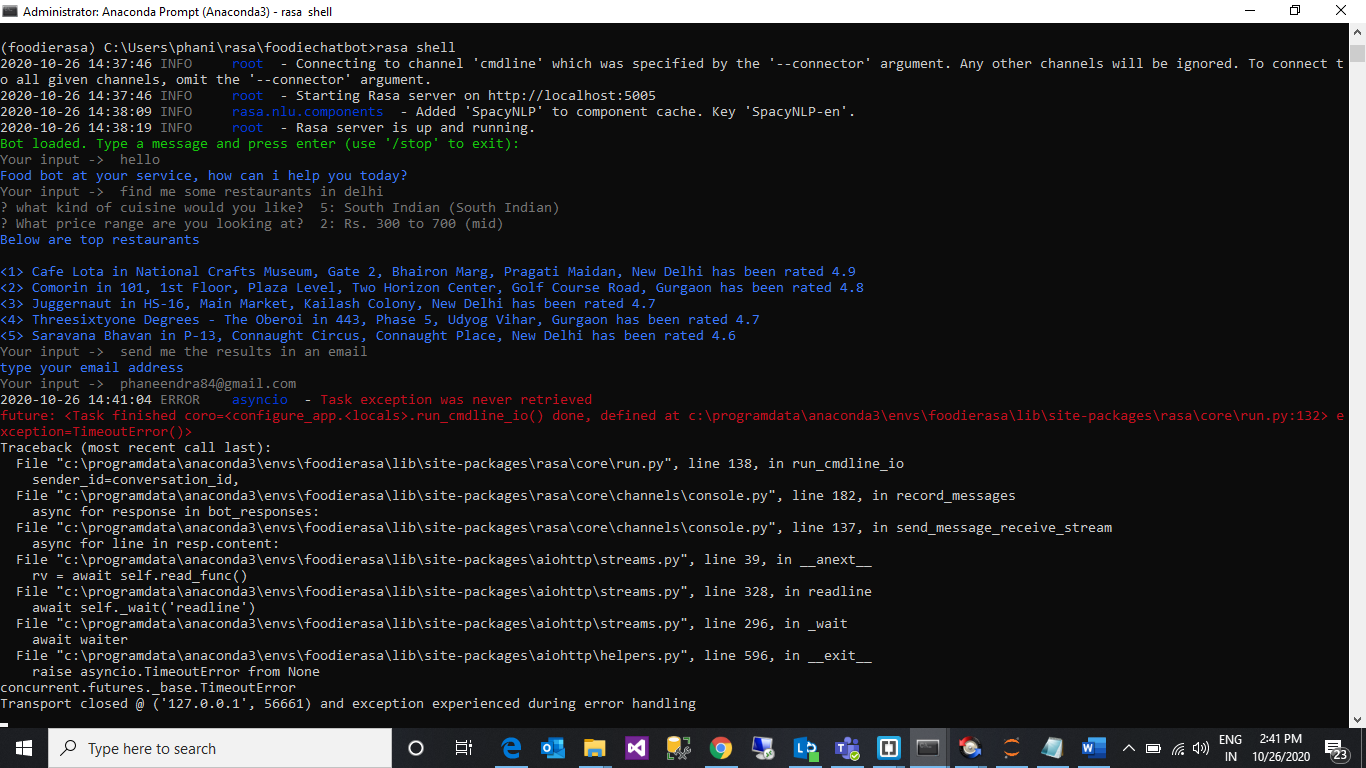 Administrator: Anaconda Prompt (Anaconda3) - rasa shell
(foodierasa) C:\Users\phani\rasa\foodiechatbot>rasa shell
2020-10-26 14:37:46 INFO root - Connecting to channel 'cmdline' which was specified by the '--connector' argument. Any other channels will be ignored. To connect t
o all given channels, omit the '--connector' argument.
2020-10-26 14:37:46 INFO root - Starting Rasa server on http://localhost:5005
2020-10-26 14:38:09 INFO rasa.nlu.components - Added 'SpacyNLP' to component cache. Key 'SpacyNLP-en'.
2020-10-26 14:38:19 INFO root - Rasa server is up and running.
Bot loaded. Type a message and press enter (use '/stop' to exit):
Your input -> hello
Food bot at your service, how can i help you today?
Your input -> find me some restaurants in delhi
? what kind of cuisine would you like? 5: South Indian (South Indian)
? What price range are you looking at? 2: Rs. 300 to 700 (mid)
Below are top restaurants
<1> Cafe Lota in National Crafts Museum, Gate 2, Bhairon Marg, Pragati Maidan, New Delhi has been rated 4.9
<2> Comorin in 101, 1st Floor, Plaza Level, Two Horizon Center, Golf Course Road, Gurgaon has been rated 4.8
<3> Juggernaut in HS-16, Main Market, Kailash Colony, New Delhi has been rated 4.7
<4> Threesixtyone Degrees - The Oberoi in 443, Phase 5, Udyog Vihar, Gurgaon has been rated 4.7
<5> Saravana Bhavan in P-13, Connaught Circus, Connaught Place, New Delhi has been rated 4.6
Your input -> send me the results in an email
type your email address
Your input -> phaneendra84@gmail.com
2020-10-26 14:41:04 ERROR asyncio - Task exception was never retrieved
future: <Task finished coro=<configure_app.<locals>.run_cmdline_io() done, defined at c:\programdata\anaconda3\envs\foodierasa\lib\site-packages\rasa\core\run.py:132> e
xception=TimeoutError()>
Traceback (most recent call last):
File "c:\programdata\anaconda3\envs\foodierasa\lib\site-packages\rasa\core\run.py", line 138, in run_cmdline_io
sender_id=conversation_id,
File "c:\programdata\anaconda3\envs\foodierasa\lib\site-packages\rasa\core\channels\console.py", line 182, in record_messages
async for response in bot_responses:
File "c:\programdata\anaconda3\envs\foodierasa\lib\site-packages\rasa\core\channels\console.py", line 137, in send_message_receive_stream
async for line in resp.content:
File "c:\programdata\anaconda3\envs\foodierasa\lib\site-packages\aiohttp\streams.py", line 39, in __anext__
rv = await self.read_func()
File "c:\programdata\anaconda3\envs\foodierasa\lib\site-packages\aiohttp\streams.py", line 328, in readline
await self._wait('readline')
File "c:\programdata\anaconda3\envs\foodierasa\lib\site-packages\aiohttp\streams.py", line 296, in _wait
await waiter
File "c:\programdata\anaconda3\envs\foodierasa\lib\site-packages\aiohttp\helpers.py", line 596, in __exit__
raise asyncio.TimeoutError from None
concurrent.futures._base.TimeoutError
Transport closed @ ('127.0.0.1', 56661) and exception experienced during error handling
Type here to search
ENG
IN
2:41 PM
10/26/2020
23